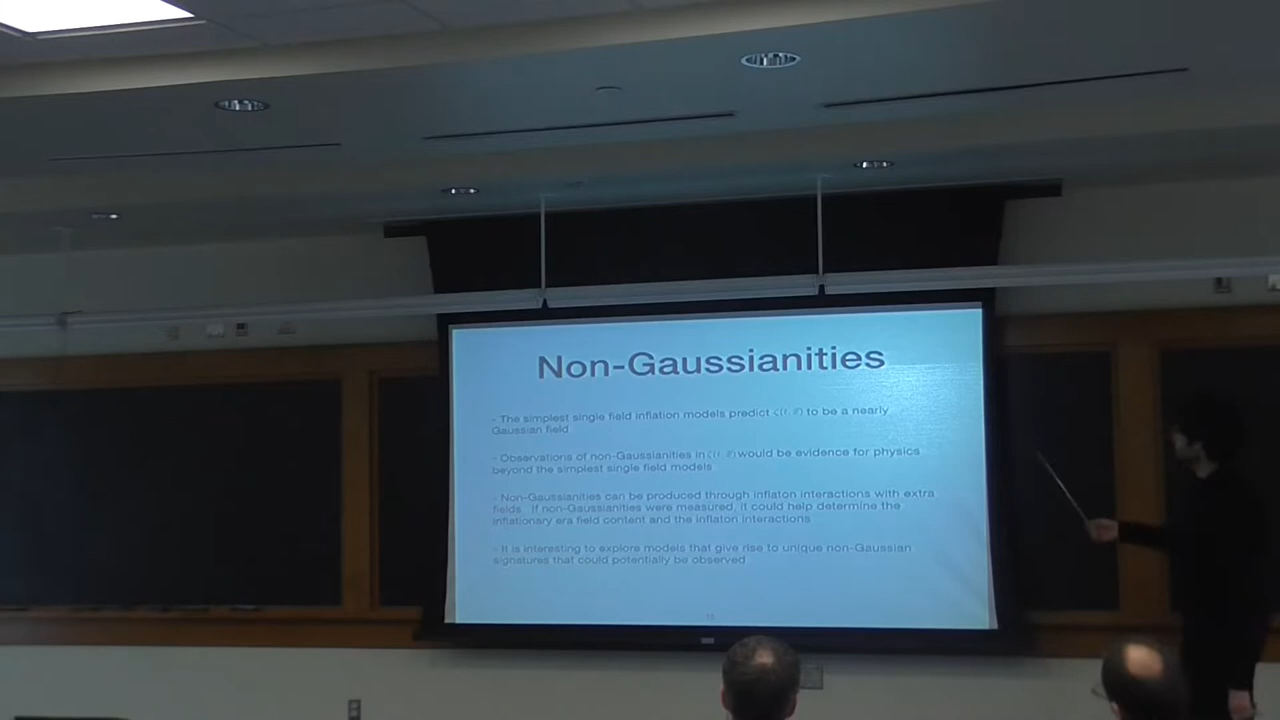 Non-Gaussianities
- The simplest single field inflation models predict ζ(t, x⃗) to be a nearly
Gaussian field
- Observations of non-Gaussianities in ζ(t, x⃗) would be evidence for physics
beyond the simplest single field models
- Non-Gaussianities can be produced through inflaton interactions with extra
fields. If non-Gaussianities were measured, it could help determine the
inflationary era field content and the inflaton interactions
- It is interesting to explore models that give rise to unique non-Gaussian
signatures that could potentially be observed